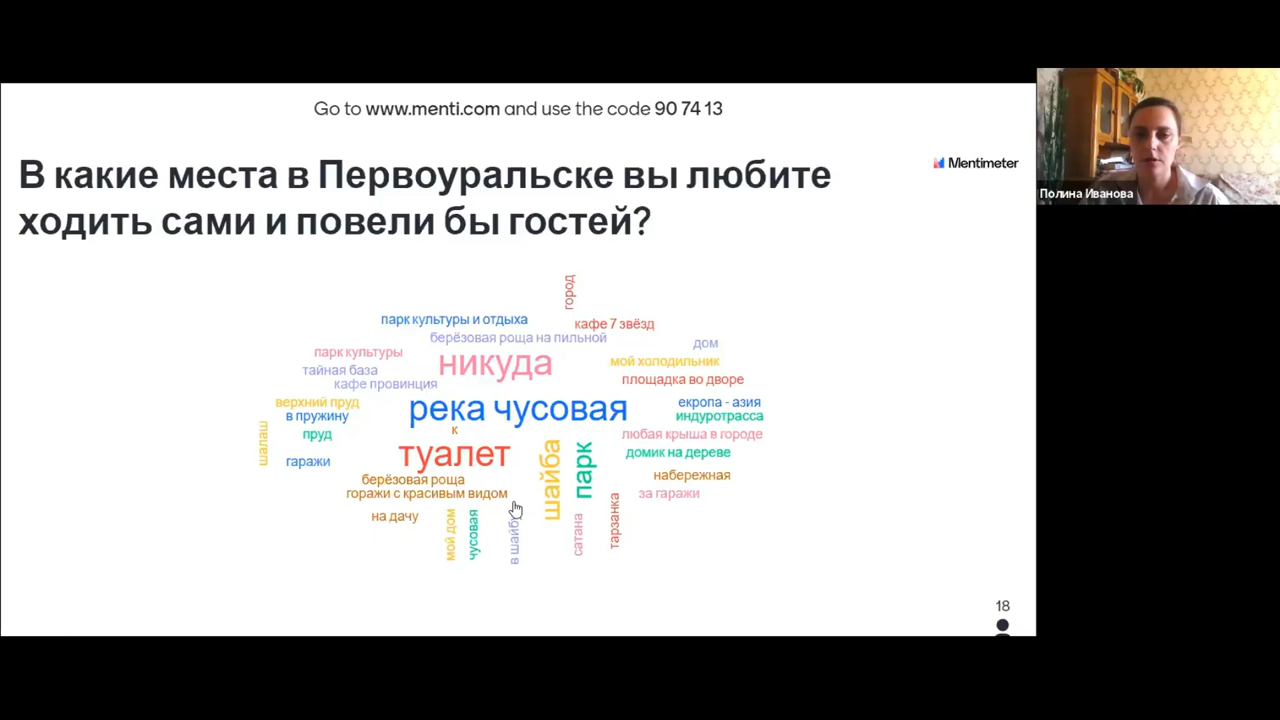 Go to www.menti.com and use the code 90 74 13
Mentimeter
В какие места в Первоуральске вы любите
ходить сами и повели бы гостей?
Полина Иванова
город
парк культуры и отдыха
кафе 7 звёзд
берёзовая роща на пильной
дом
парк культуры
никуда
мой холодильник
тайная база
площадка во дворе
кафе провинция
верхний пруд
река чусовая
екропа - азия
в пружину
индуротрасса
к
шалаш
пруд
любая крыша в городе
туалет
шайба
парк
домик на дереве
гаражи
берёзовая роща
набережная
горажи с красивым видом
за гаражи
на дачу
мой дом
чусовая
в шайбу
сатана
тарзанка
18